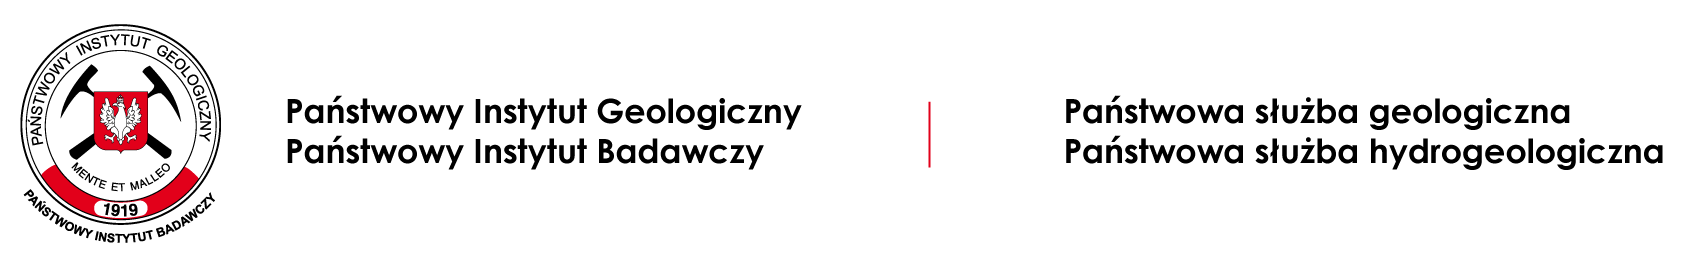 PAŃSTWOWY INSTYTUT GEOLOGICZNY
MENTE ET MALLEO
1919
PAŃSTWOWY INSTYTUT BADAWCZY
Państwowy Instytut Geologiczny
Państwowy Instytut Badawczy
Państwowa służba geologiczna
Państwowa służba hydrogeologiczna